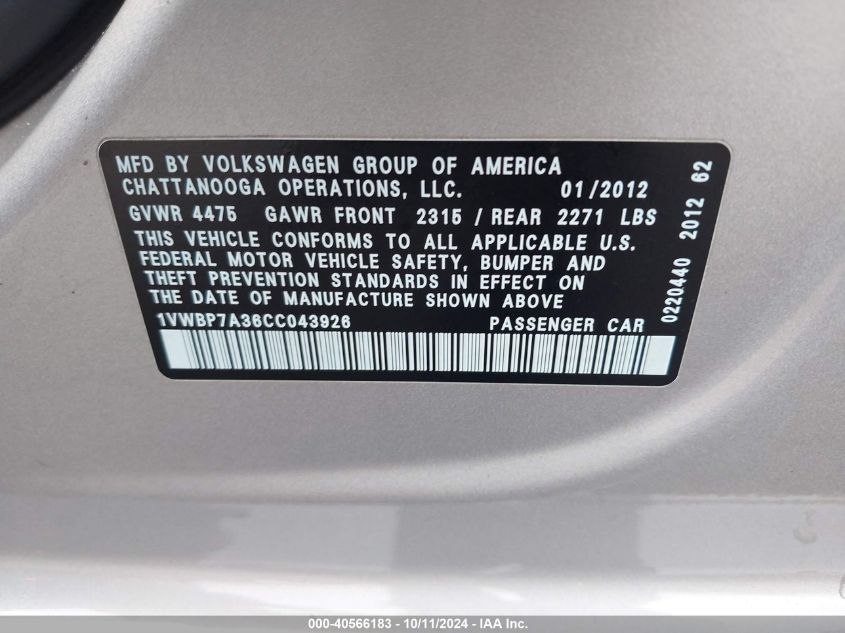 MFD BY VOLKSWAGEN GROUP OF AMERICA
CHATTANOOGA OPERATIONS, LLC. 01/2012
GVWR 4475 GAWR FRONT 2315 / REAR 2271 LBS
THIS VEHICLE CONFORMS TO ALL APPLICABLE U.S.
FEDERAL MOTOR VEHICLE SAFETY, BUMPER AND
THEFT PREVENTION STANDARDS IN EFFECT ON
THE DATE OF MANUFACTURE SHOWN ABOVE
1VWBP7A36CC043926 PASSENGER CAR
0220440 2012 62
000-40566183 - 10/11/2024 - IAA Inc.